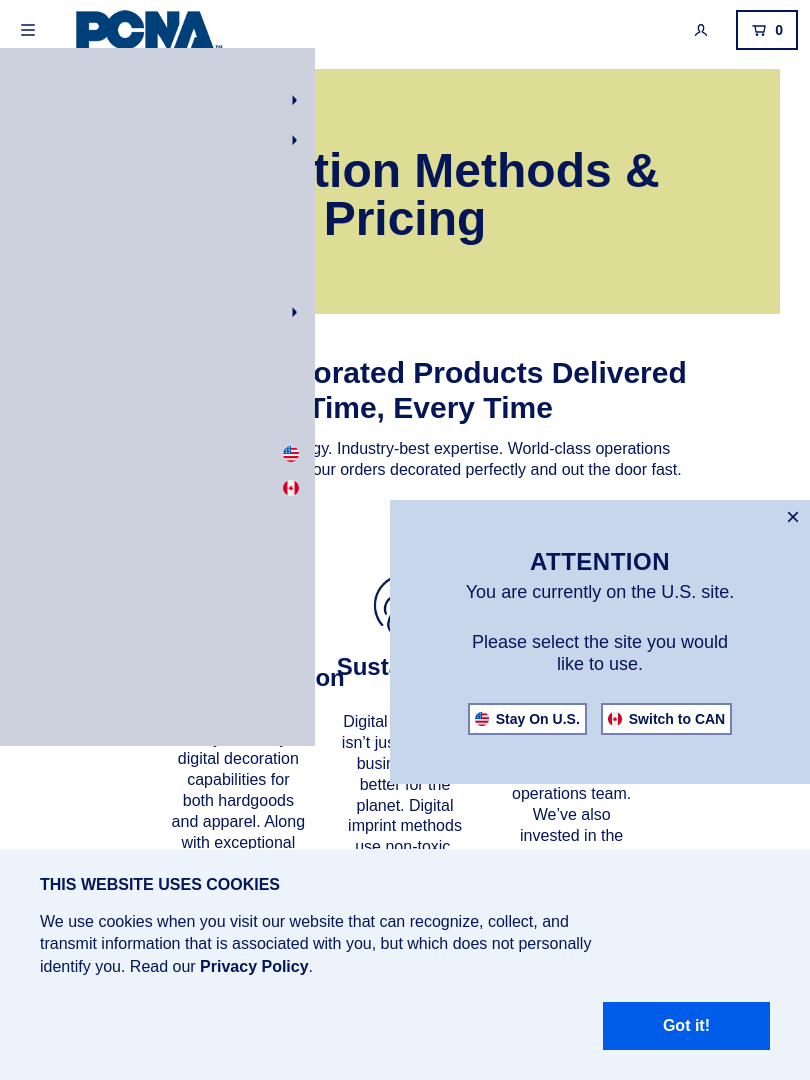 PCNA™
0
tion Methods &
Pricing
orated Products Delivered
Time, Every Time
gy. Industry-best expertise. World-class operations
our orders decorated perfectly and out the door fast.
×
ATTENTION
You are currently on the U.S. site.
Please select the site you would
like to use.
Stay On U.S.
Switch to CAN
on
digital decoration
capabilities for
both hardgoods
and apparel. Along
with exceptional
Susta
Digital
isn’t jus
busin
better for the
planet. Digital
imprint methods
use non-toxic
operations team.
We’ve also
invested in the
THIS WEBSITE USES COOKIES
We use cookies when you visit our website that can recognize, collect, and
transmit information that is associated with you, but which does not personally
identify you. Read our Privacy Policy.
Got it!